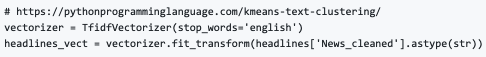 # https://pythonprogramminglanguage.com/kmeans-text-clustering/
vectorizer = TfidfVectorizer(stop_words='english')
headlines_vect = vectorizer.fit_transform(headlines['News_cleaned'].astype(str))